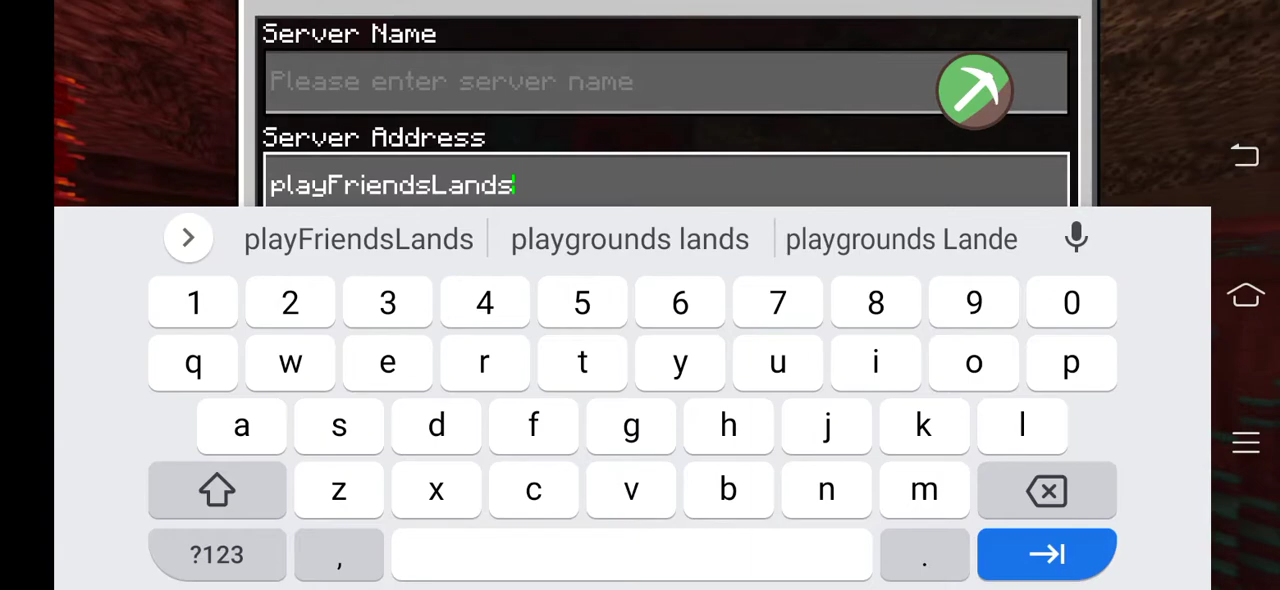 Server Name
Please enter server name
Server Address
playFriendsLands
playFriendsLands playgrounds lands playgrounds Lande
1 2 3 4 5 6 7 8 9 0
q w e r t y u i o p
a s d f g h j k l
z x c v b n m
?123 , .